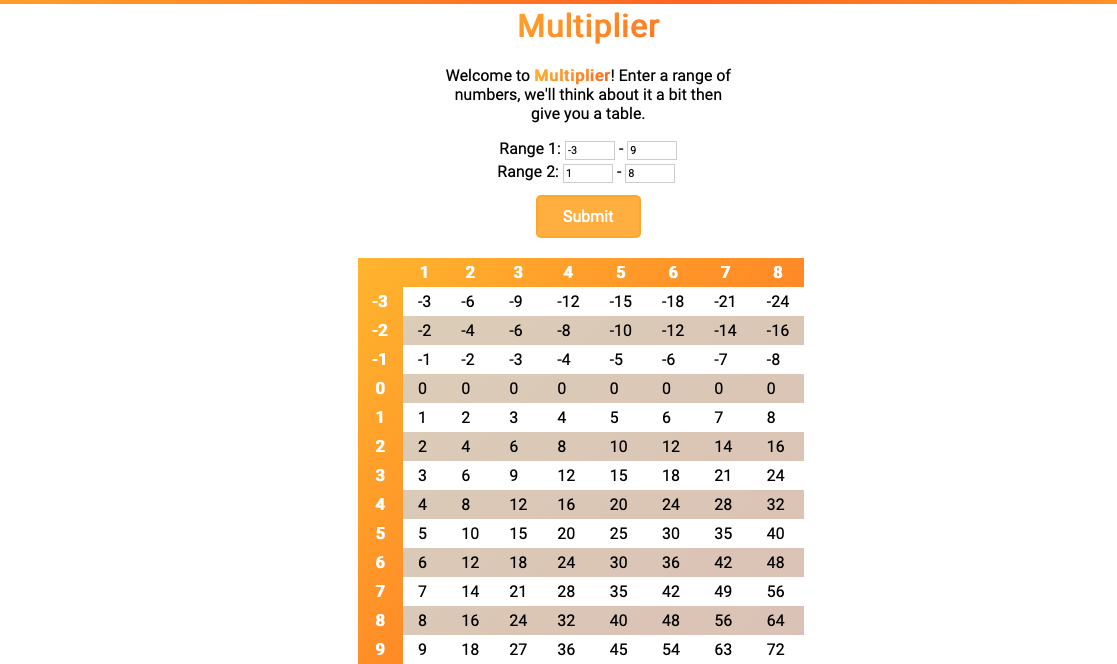 Multiplier
Welcome to Multiplier! Enter a range of
numbers, we'll think about it a bit then
give you a table.
Range 1: -3 - 9
Range 2: 1 - 8
Submit
1 2 3 4 5 6 7 8
-3 -3 -6 -9 -12 -15 -18 -21 -24
-2 -2 -4 -6 -8 -10 -12 -14 -16
-1 -1 -2 -3 -4 -5 -6 -7 -8
0 0 0 0 0 0 0 0 0
1 1 2 3 4 5 6 7 8
2 2 4 6 8 10 12 14 16
3 3 6 9 12 15 18 21 24
4 4 8 12 16 20 24 28 32
5 5 10 15 20 25 30 35 40
6 6 12 18 24 30 36 42 48
7 7 14 21 28 35 42 49 56
8 8 16 24 32 40 48 56 64
9 9 18 27 36 45 54 63 72